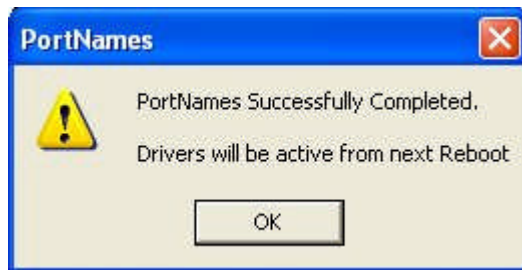 PortNames
PortNames Successfully Completed.
Drivers will be active from next Reboot
OK